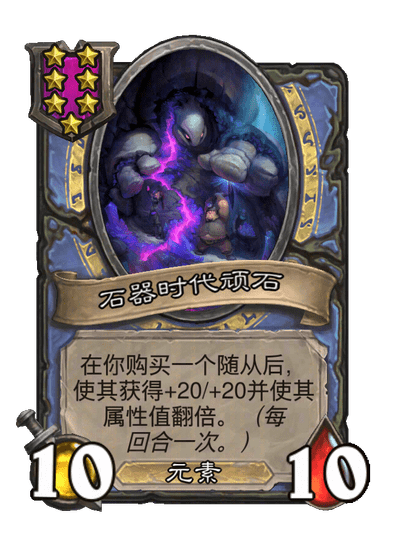 石器时代顽石
在你购买一个随从后，
使其获得+20/+20并使其
属性值翻倍。（每
回合一次。）
10
元素
10